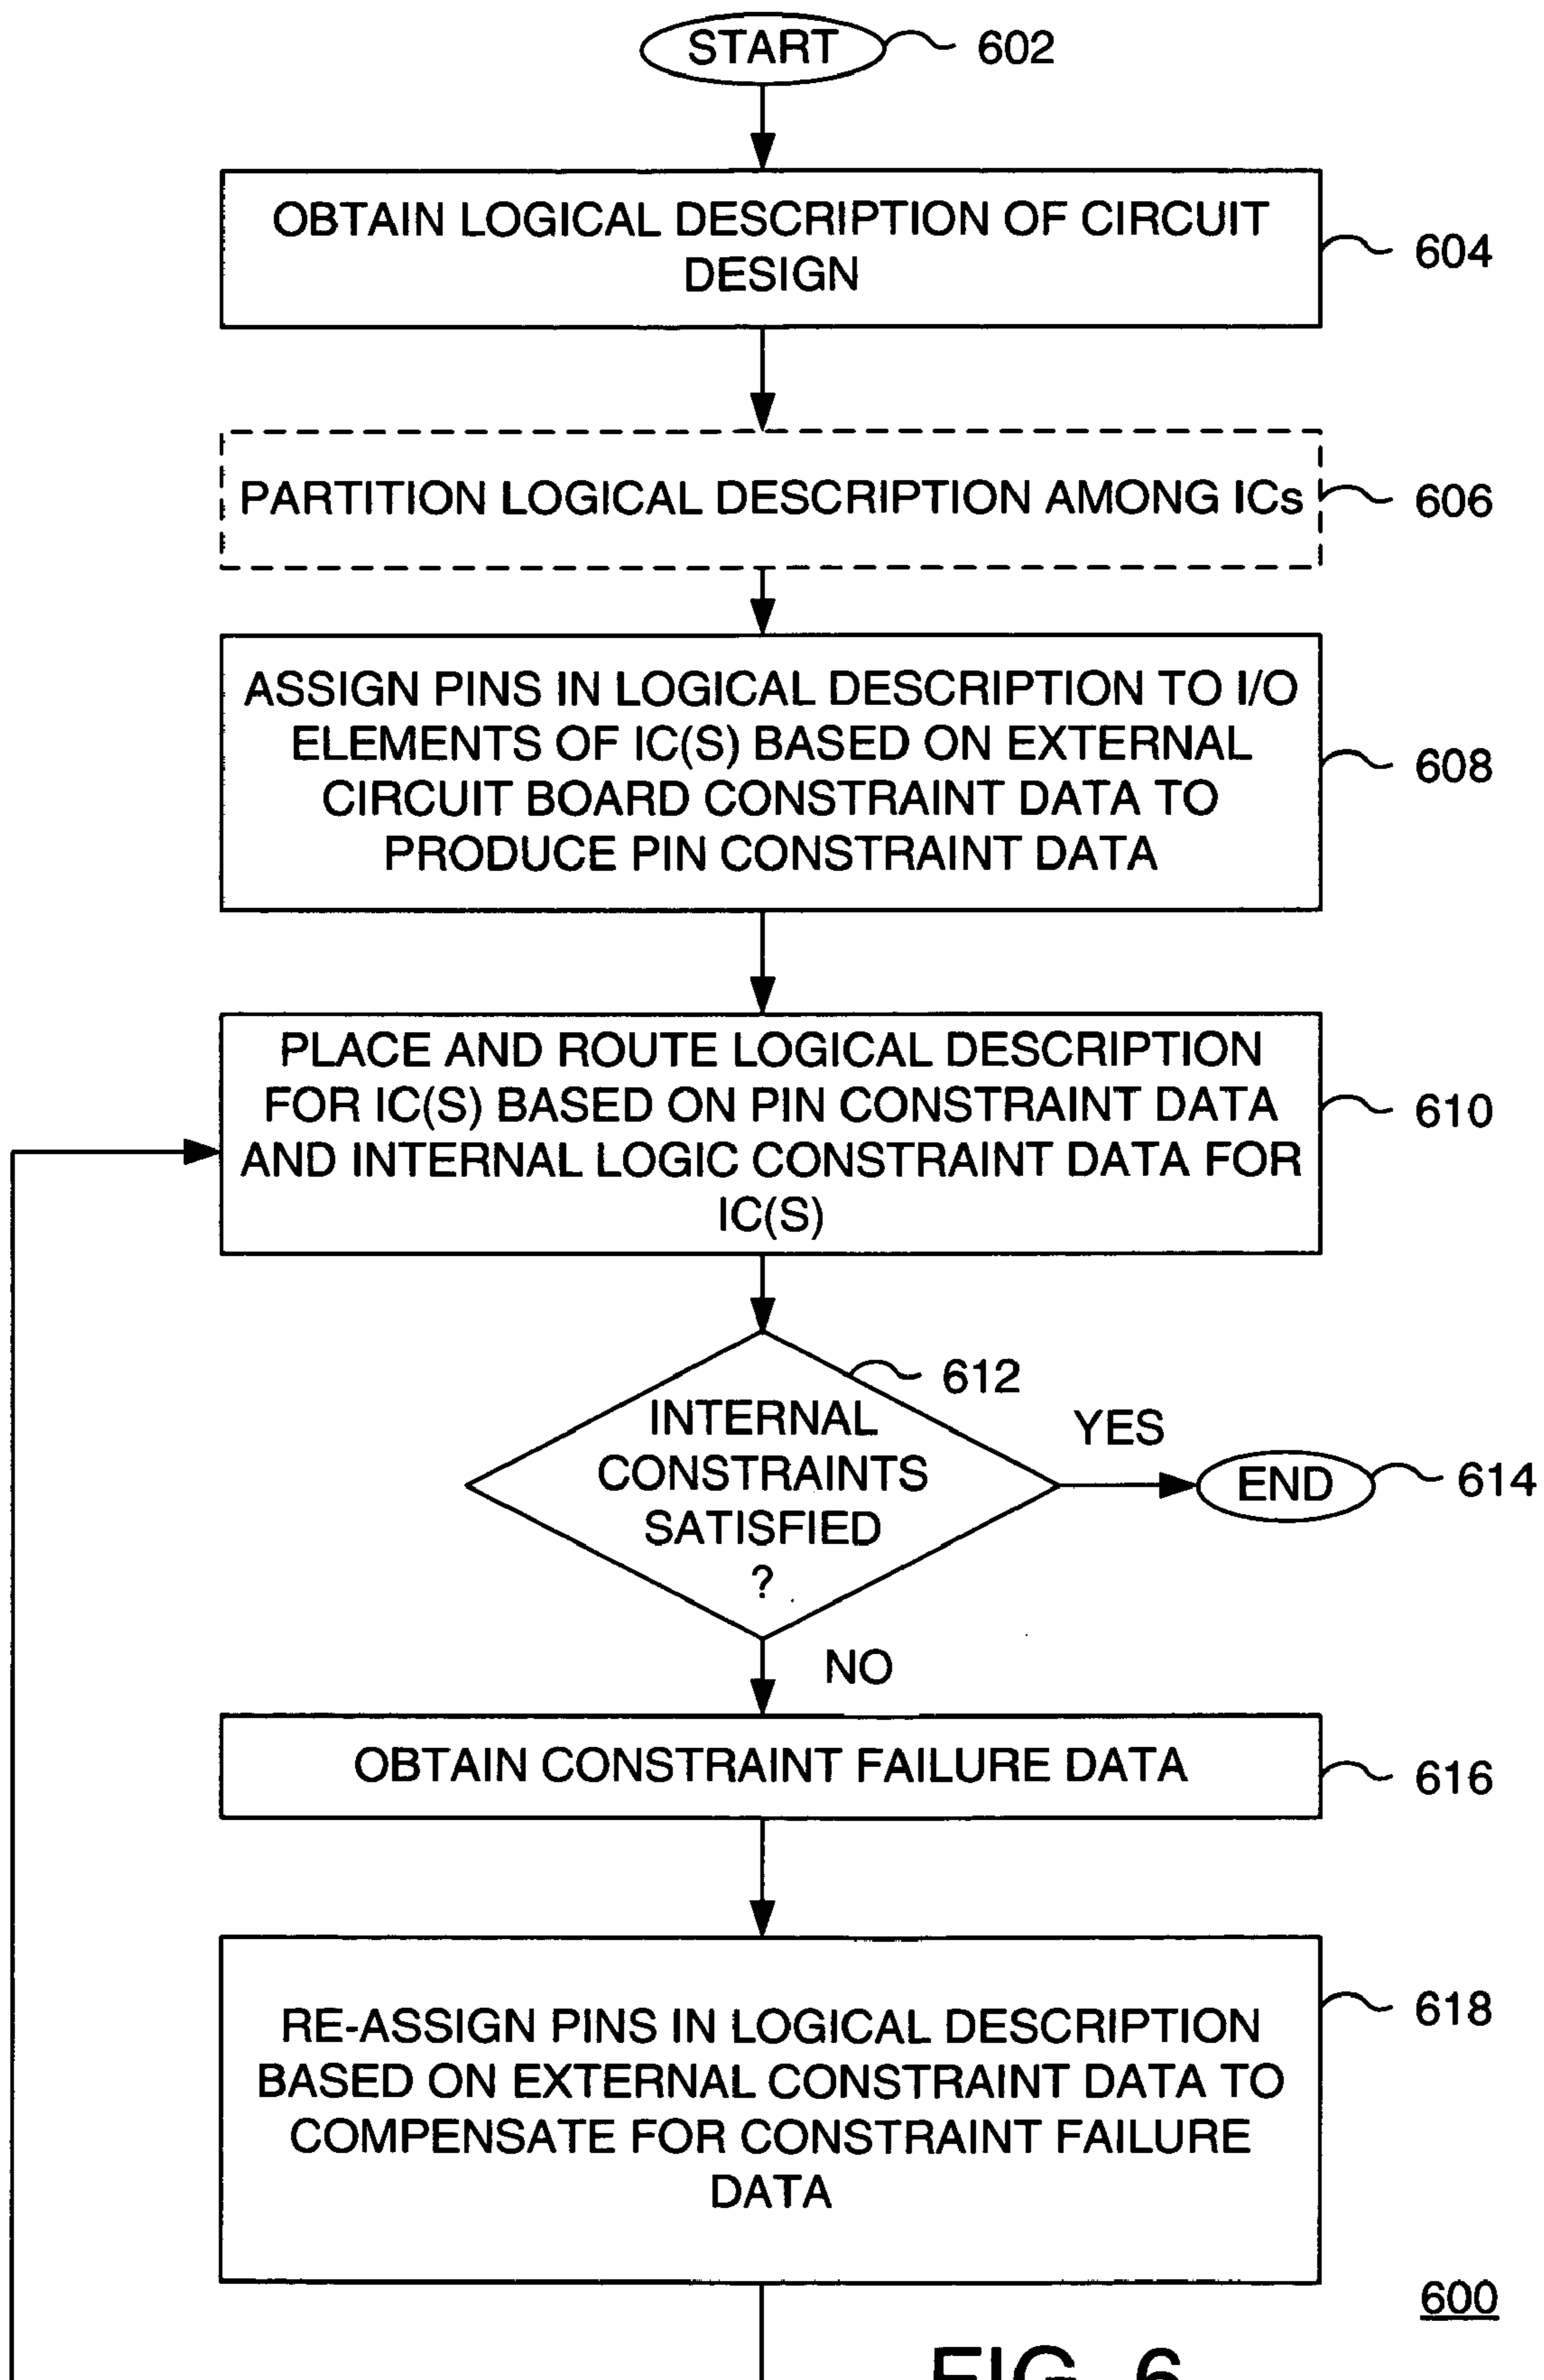 START
602
OBTAIN LOGICAL DESCRIPTION OF CIRCUIT
DESIGN
604
PARTITION LOGICAL DESCRIPTION AMONG ICs
606
ASSIGN PINS IN LOGICAL DESCRIPTION TO I/O
ELEMENTS OF IC(S) BASED ON EXTERNAL
CIRCUIT BOARD CONSTRAINT DATA TO
PRODUCE PIN CONSTRAINT DATA
608
PLACE AND ROUTE LOGICAL DESCRIPTION
FOR IC(S) BASED ON PIN CONSTRAINT DATA
AND INTERNAL LOGIC CONSTRAINT DATA FOR
IC(S)
610
612
INTERNAL
CONSTRAINTS
SATISFIED
?
YES
END
614
NO
OBTAIN CONSTRAINT FAILURE DATA
616
RE-ASSIGN PINS IN LOGICAL DESCRIPTION
BASED ON EXTERNAL CONSTRAINT DATA TO
COMPENSATE FOR CONSTRAINT FAILURE
DATA
618
600
FIG. 6